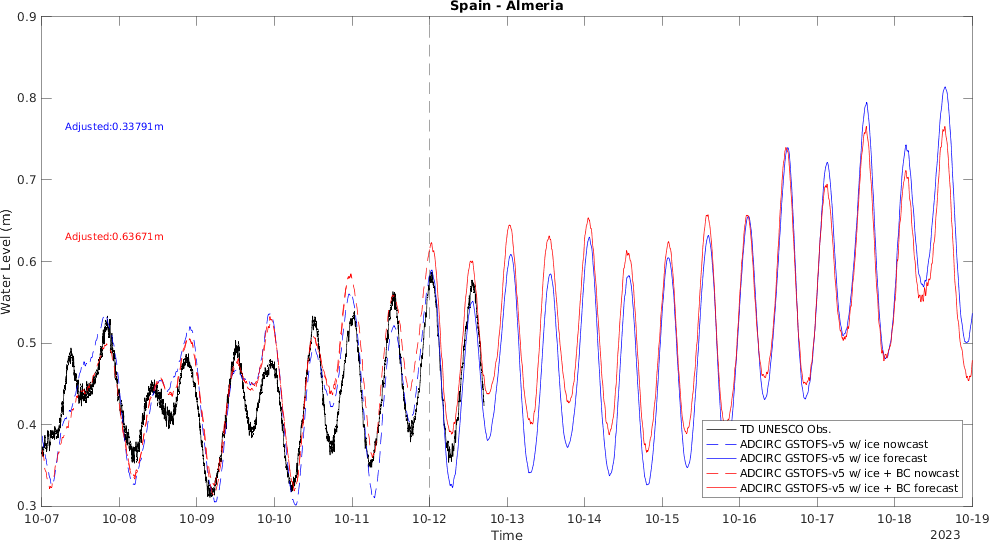 Spain - Almeria
0.9
0.8
0.7
0.6
0.5
0.4
0.3
Water Level (m)
Adjusted:0.33791m
Adjusted:0.63671m
TD UNESCO Obs.
ADCIRC GSTOFS-v5 w/ ice nowcast
ADCIRC GSTOFS-v5 w/ ice forecast
ADCIRC GSTOFS-v5 w/ ice + BC nowcast
ADCIRC GSTOFS-v5 w/ ice + BC forecast
10-07 10-08 10-09 10-10 10-11 10-12 10-13 10-14 10-15 10-16 10-17 10-18 10-19
Time
2023